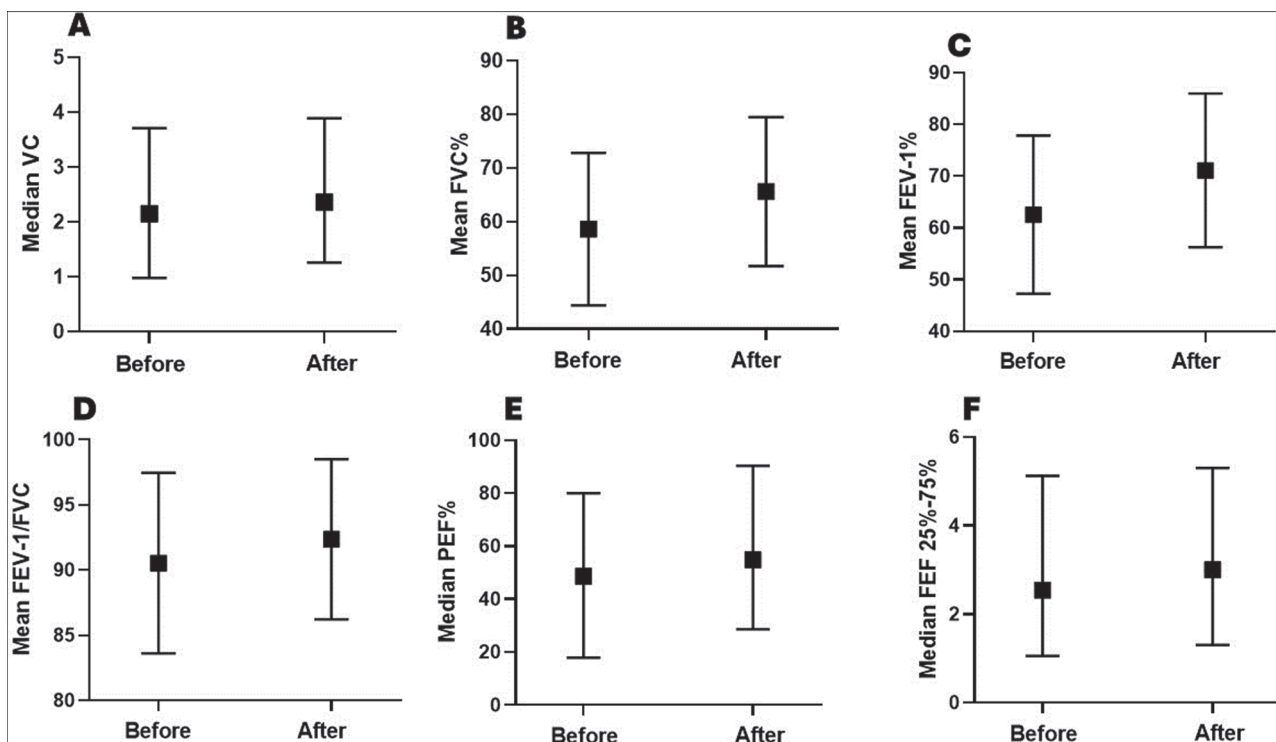 A
Median VC
5
4
3
2
1
0
Before After
B
Mean FVC%
90
80
70
60
50
40
Before After
C
Mean FEV-1%
90
80
70
60
50
40
Before After
D
Mean FEV-1/FVC
100
95
90
85
80
Before After
E
Median PEF%
100
80
60
40
20
0
Before After
F
Median FEF 25%-75%
6
4
2
0
Before After